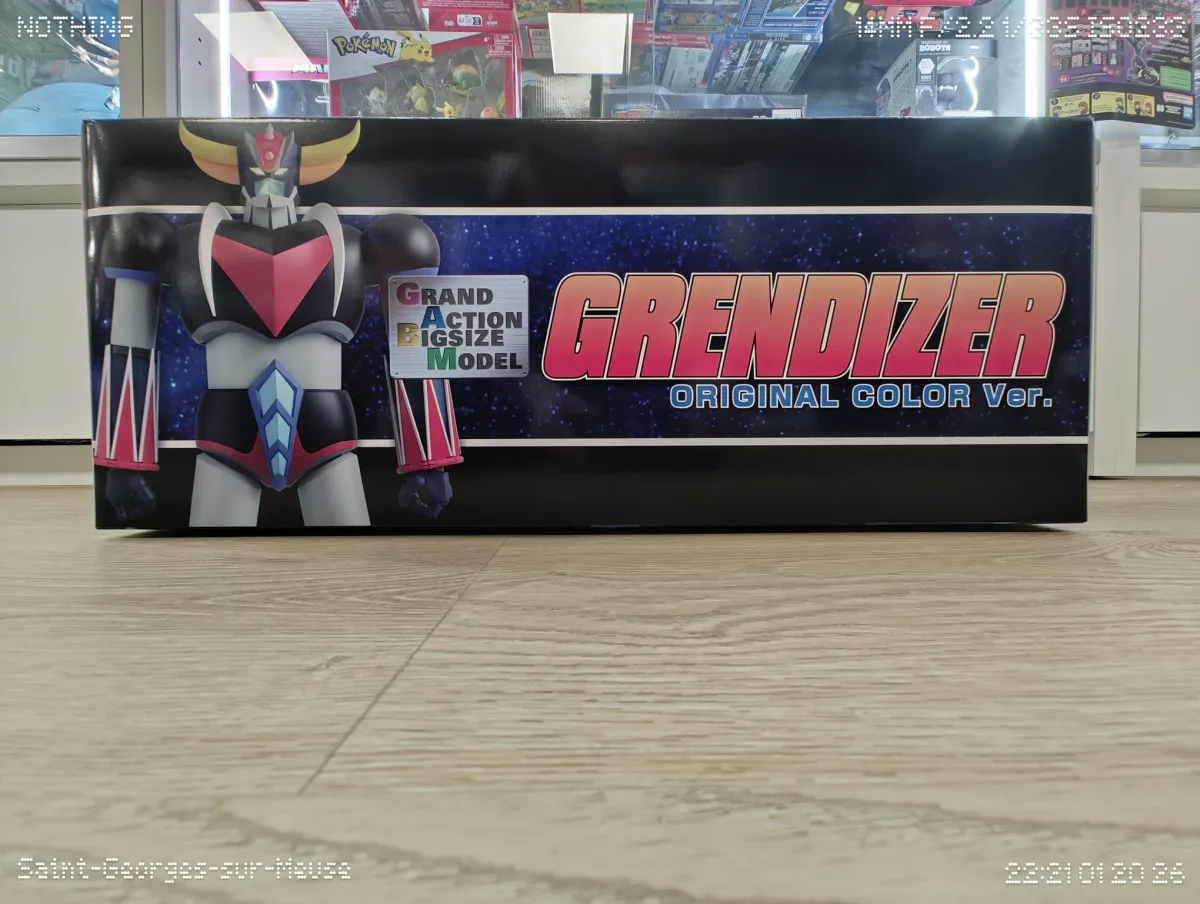 NOTHING
Pokémon
GRAND
ACTION
BIGSIZE
MODEL
GRENDIZER
ORIGINAL COLOR Ver.
Saint-Georges-sur-Meuse
22:21 01 20 26